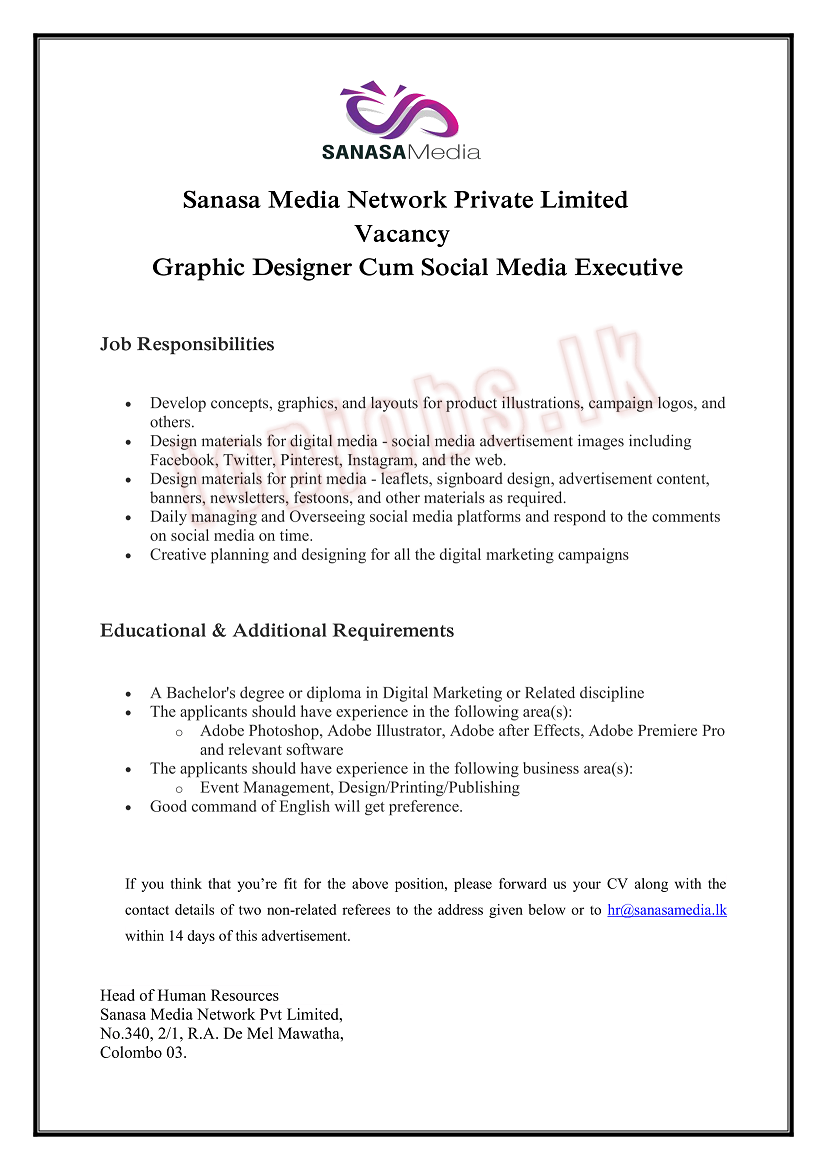 SANASAMedia
Sanasa Media Network Private Limited
Vacancy
Graphic Designer Cum Social Media Executive
Job Responsibilities
topjobs.lk
• Develop concepts, graphics, and layouts for product illustrations, campaign logos, and
others.
• Design materials for digital media - social media advertisement images including
Facebook, Twitter, Pinterest, Instagram, and the web.
• Design materials for print media - leaflets, signboard design, advertisement content,
banners, newsletters, festoons, and other materials as required.
• Daily managing and Overseeing social media platforms and respond to the comments
on social media on time.
• Creative planning and designing for all the digital marketing campaigns
Educational & Additional Requirements
• A Bachelor's degree or diploma in Digital Marketing or Related discipline
• The applicants should have experience in the following area(s):
o Adobe Photoshop, Adobe Illustrator, Adobe after Effects, Adobe Premiere Pro
and relevant software
• The applicants should have experience in the following business area(s):
o Event Management, Design/Printing/Publishing
• Good command of English will get preference.
If you think that you’re fit for the above position, please forward us your CV along with the
contact details of two non-related referees to the address given below or to hr@sanasamedia.lk
within 14 days of this advertisement.
Head of Human Resources
Sanasa Media Network Pvt Limited,
No.340, 2/1, R.A. De Mel Mawatha,
Colombo 03.